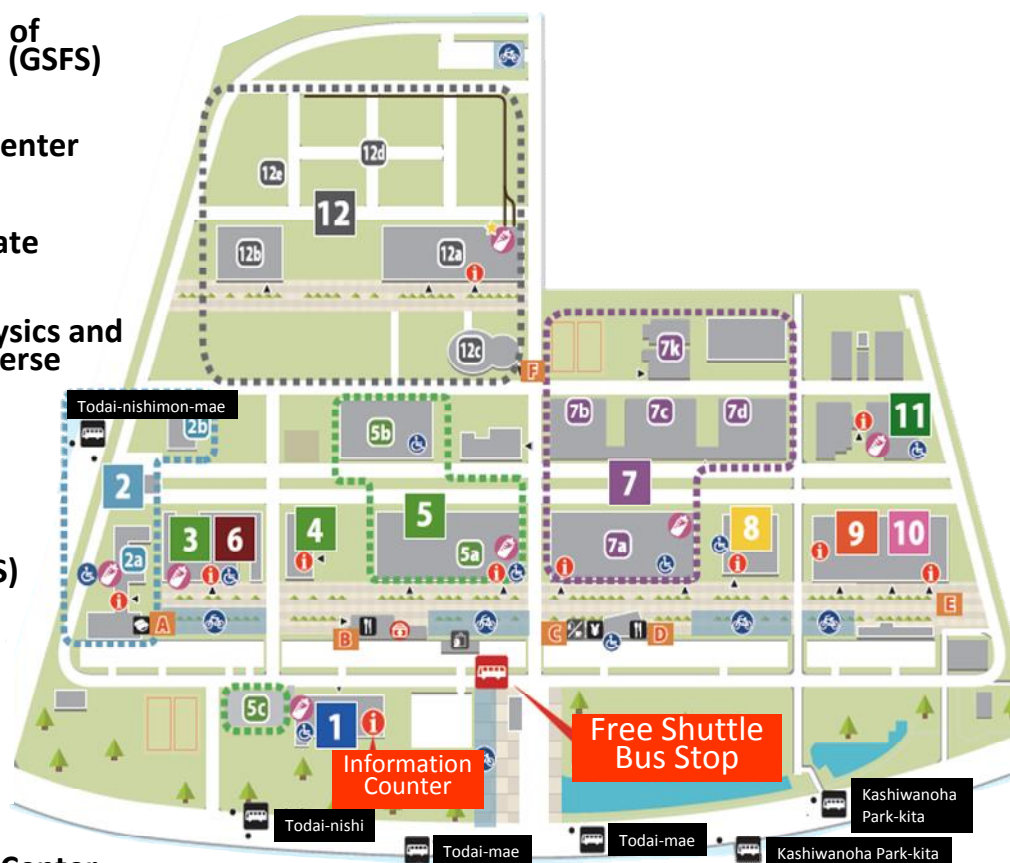 of
(GSFS)
enter
ate
ysics and
erse
S)
Center
12e
12d
12
12b
12a
12c
F
7k
7b
7c
7d
7
7a
Todai-nishimon-mae
2b
2
2a
5b
5
5a
11
3
6
4
8
9
10
A
B
C
D
E
5c
1
Information
Counter
Free Shuttle
Bus Stop
Todai-nishi
Todai-mae
Todai-mae
Kashiwanoha
Park-kita
Kashiwanoha Park-kita